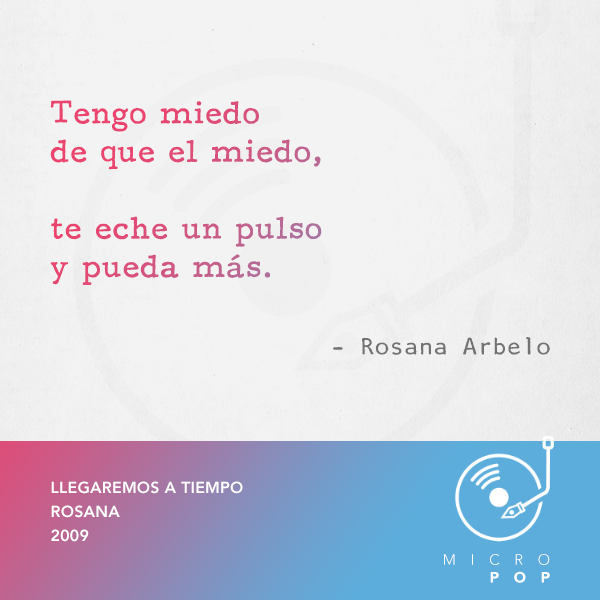 Tengo miedo
de que el miedo,
te eche un pulso
y pueda más.
- Rosana Arbelo
LLEGAREMOS A TIEMPO
ROSANA
2009
MICRO
POP